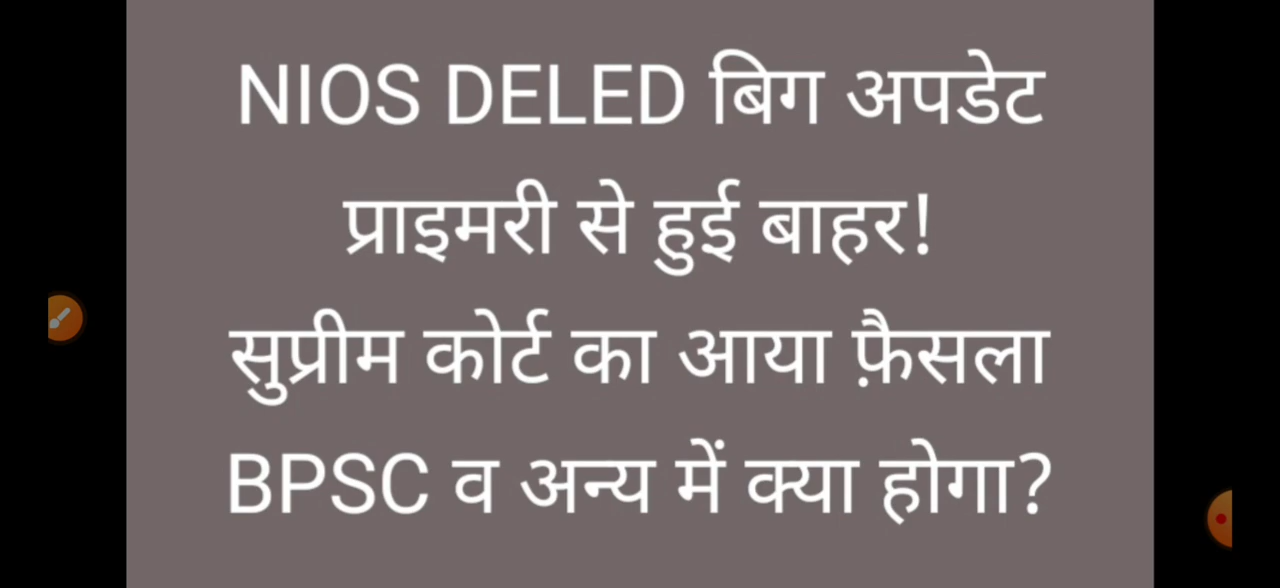 NIOS DELED बिग अपडेट
प्राइमरी से हुई बाहर!
सुप्रीम कोर्ट का आया फ़ैसला
BPSC व अन्य में क्या होगा?